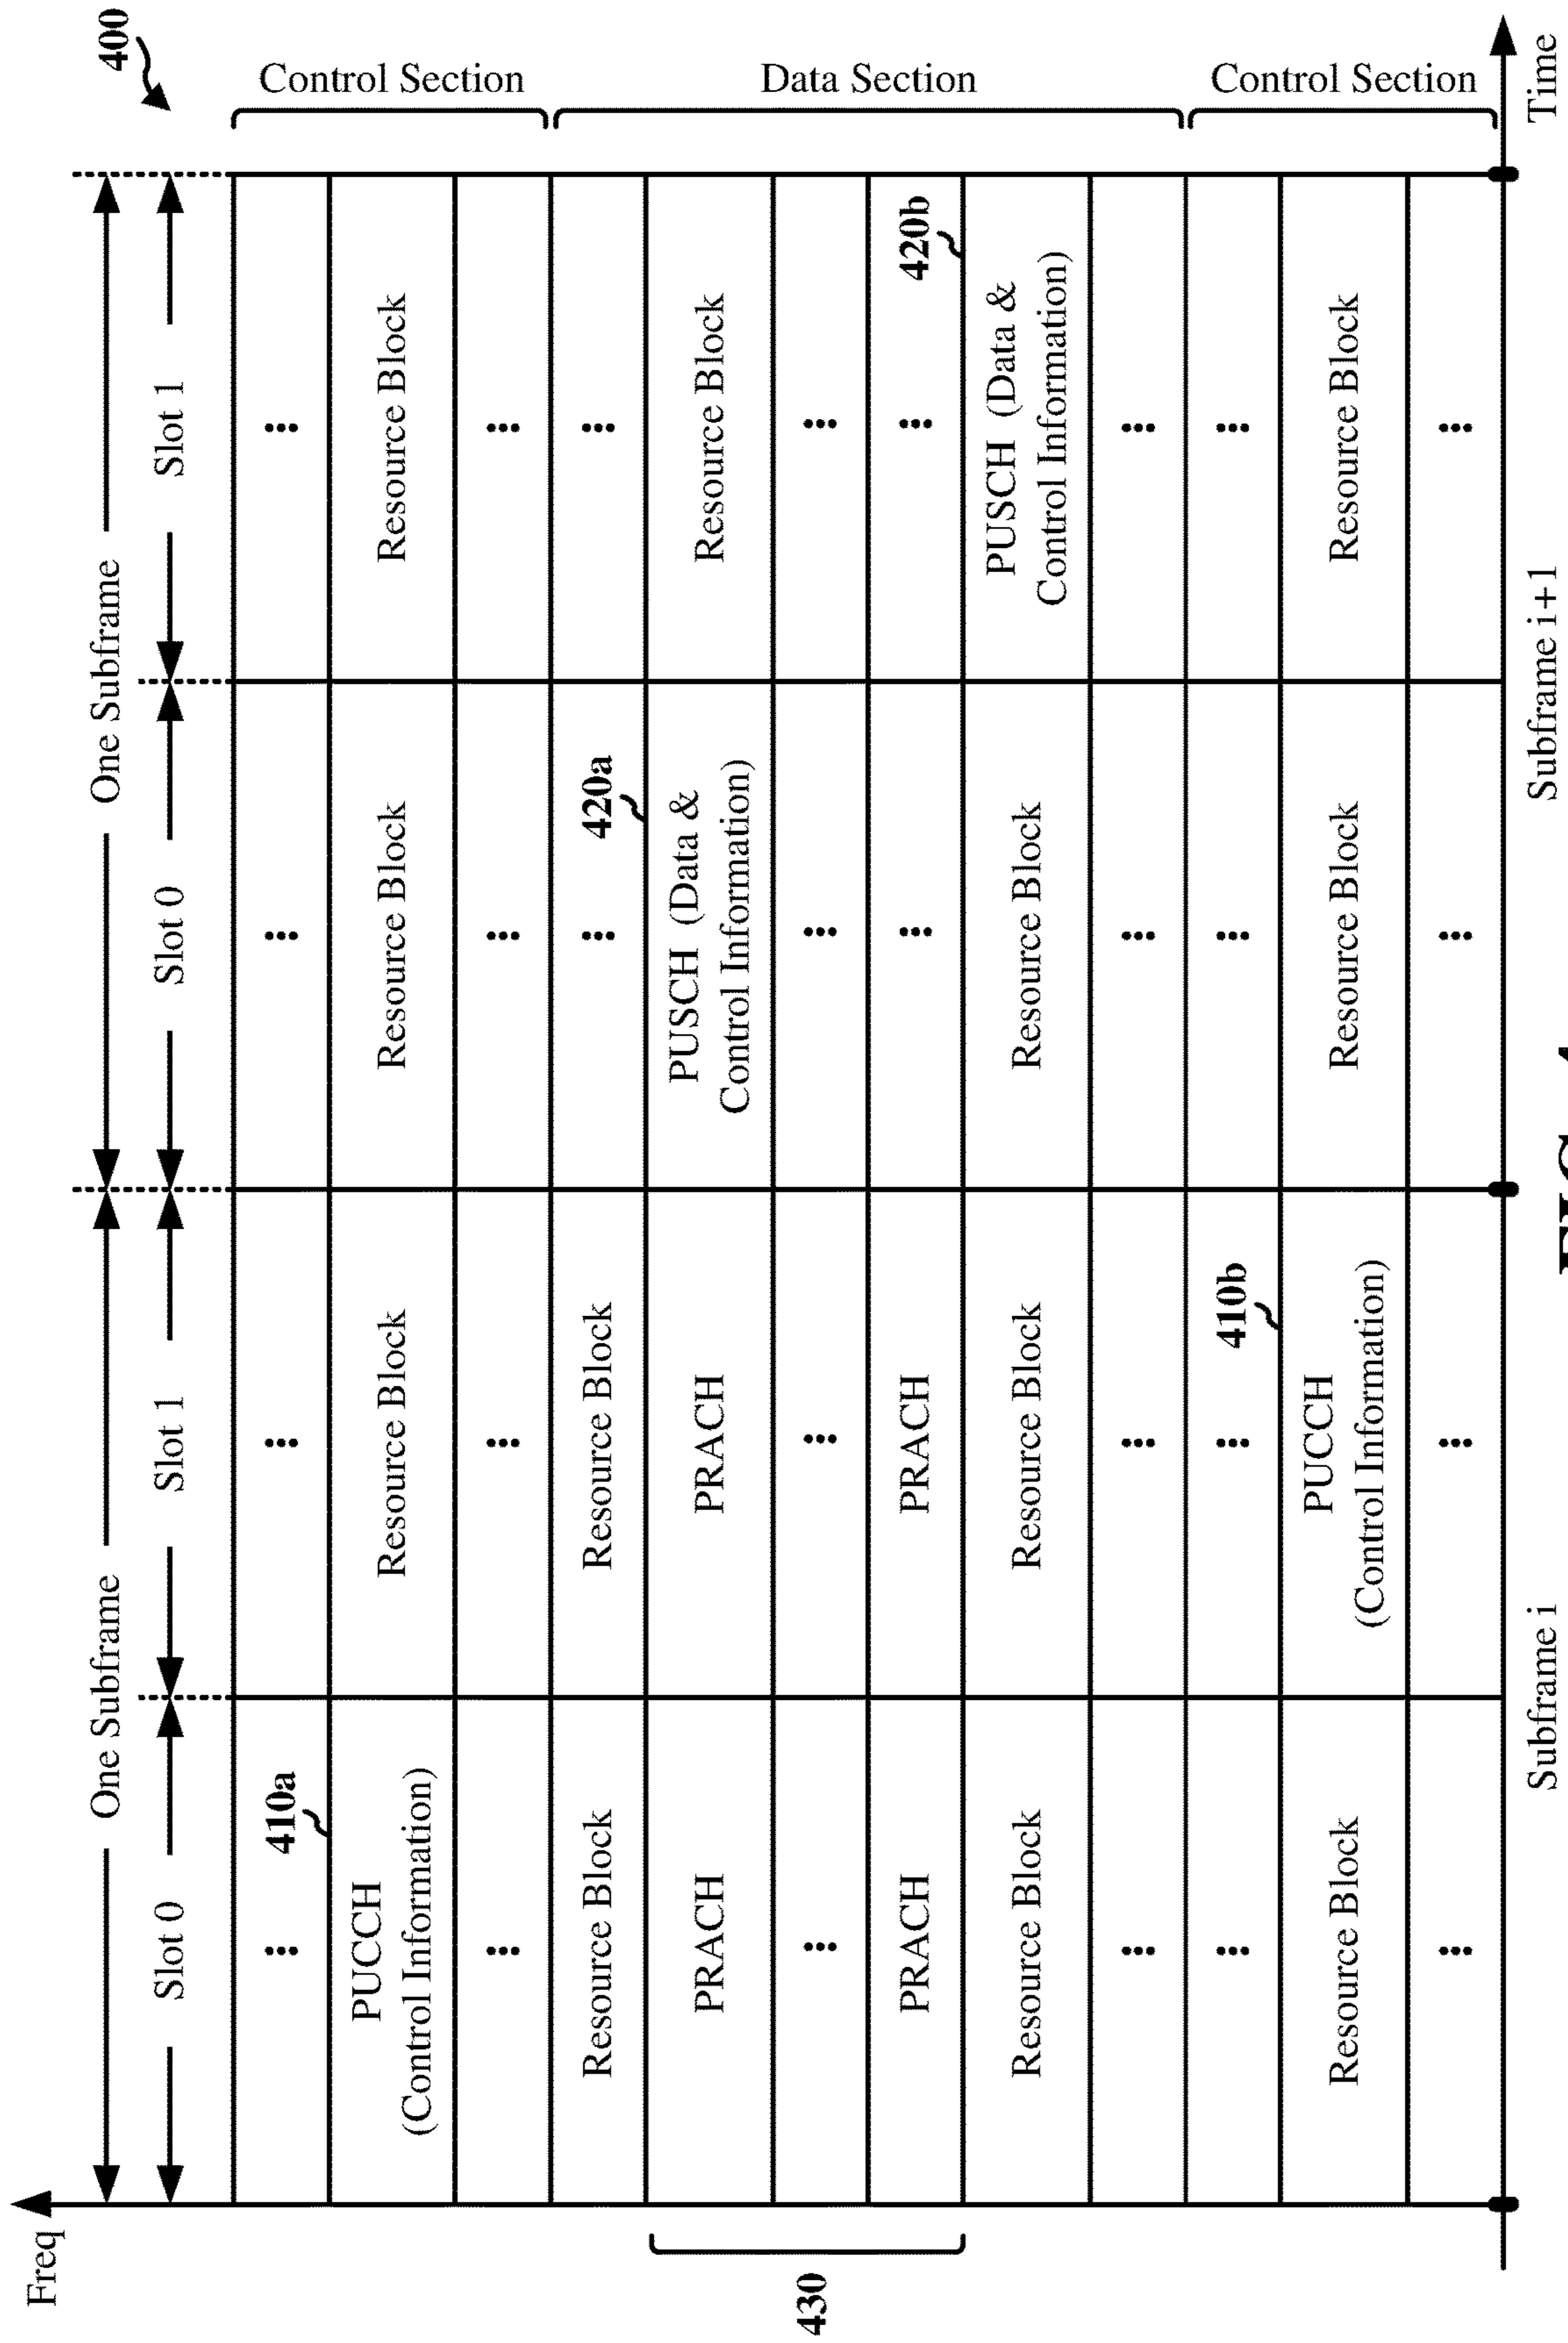 Freq
400
One Subframe
One Subframe
Slot 0
Slot 1
Slot 0
Slot 1
...
...
...
...
Control Section
410a
PUCCH
(Control Information)
Resource Block
Resource Block
Resource Block
...
...
...
...
Resource Block
Resource Block
...
...
Data Section
430
420a
PRACH
PRACH
PUSCH (Data &
Control Information)
Resource Block
...
...
...
...
PRACH
PRACH
...
...
420b
Resource Block
Resource Block
Resource Block
PUSCH (Data &
Control Information)
...
...
...
...
...
...
...
...
Control Section
410b
Resource Block
PUCCH
(Control Information)
Resource Block
Resource Block
...
...
...
...
Subframe i
Subframe i+1
Time